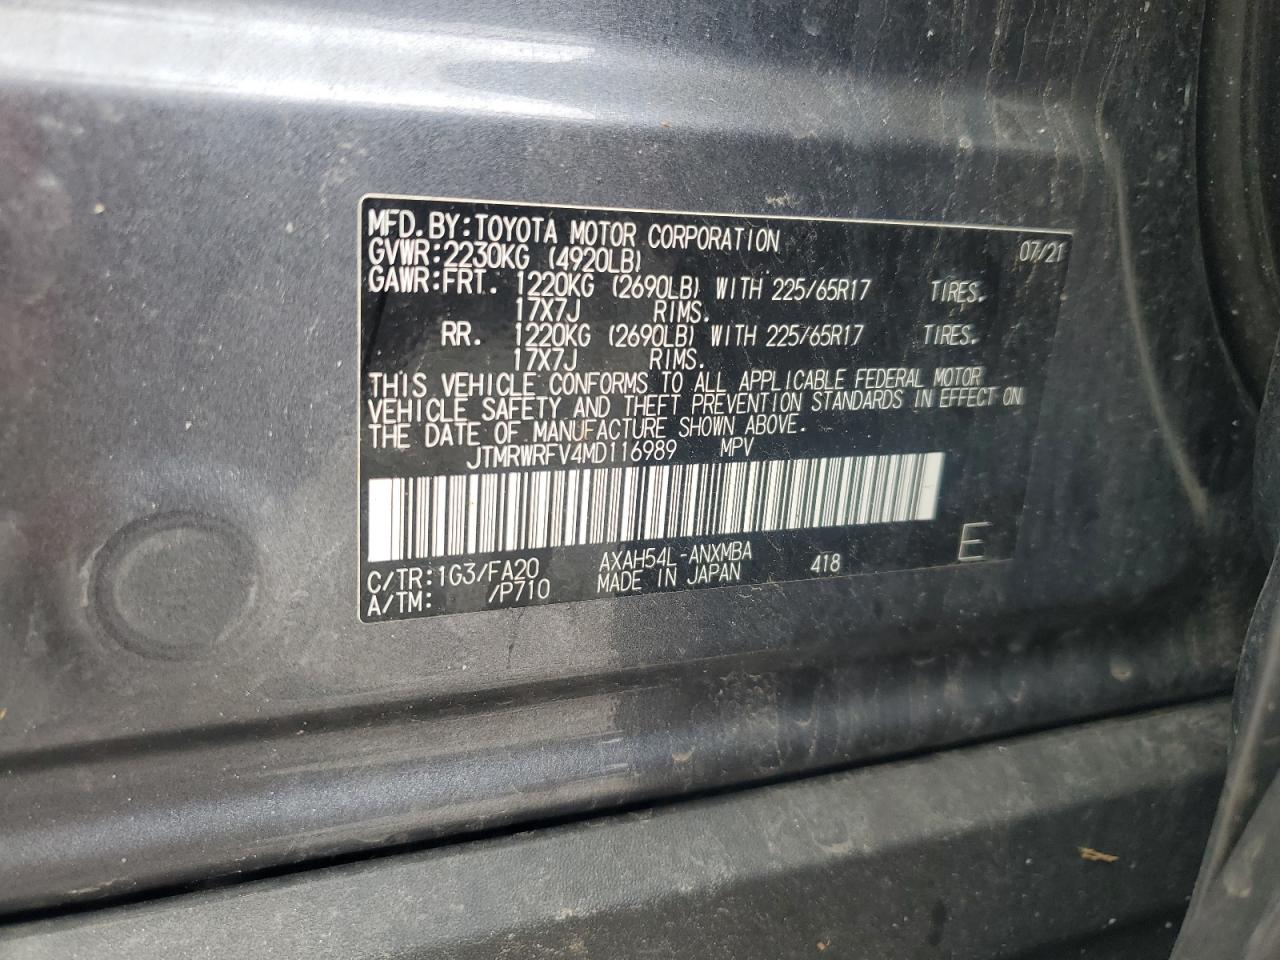 MFD. BY: TOYOTA MOTOR CORPORATION 07/21
GVWR: 2230KG (4920LB)
GAWR: FRT. 1220KG (2690LB) WITH 225/65R17 TIRES.
17X7J RIMS.
RR. 1220KG (2690LB) WITH 225/65R17 TIRES.
17X7J RIMS.
THIS VEHICLE CONFORMS TO ALL APPLICABLE FEDERAL MOTOR
VEHICLE SAFETY AND THEFT PREVENTION STANDARDS IN EFFECT ON
THE DATE OF MANUFACTURE SHOWN ABOVE.
JTMRWRFV4MD116989 MPV
C/TR: 1G3/FA20 AXAH54L-ANXMBA 418 E
A/TM: /P710 MADE IN JAPAN